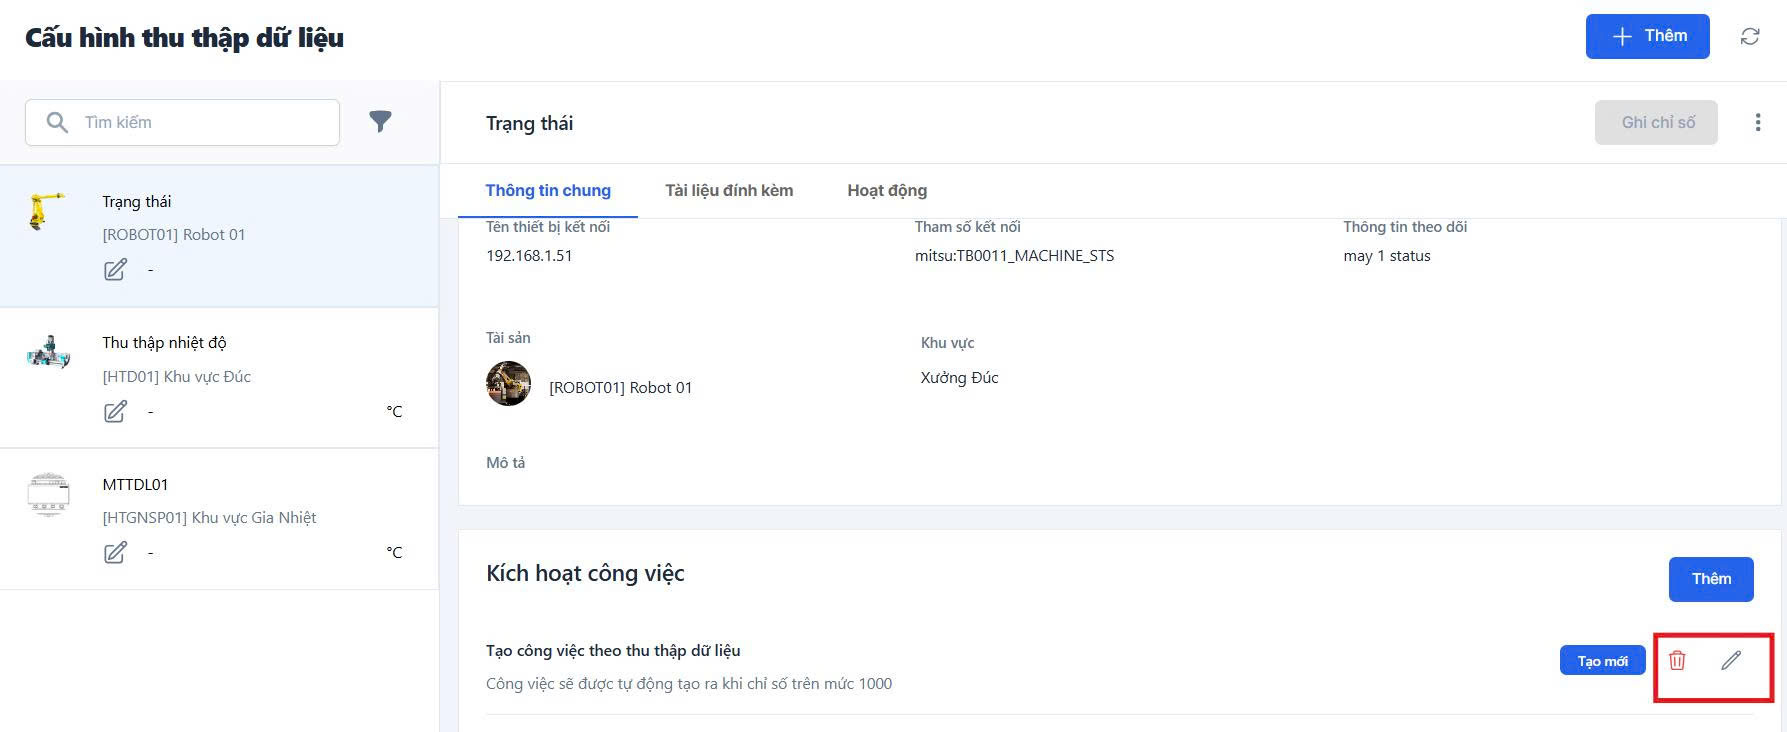 Cấu hình thu thập dữ liệu
Thêm
Tìm kiếm
Trạng thái
[ROBOT01] Robot 01
-
Thu thập nhiệt độ
[HTD01] Khu vực Đúc
- °C
MTTDL01
[HTGNSP01] Khu vực Gia Nhiệt
- °C
Trạng thái
Ghi chỉ số
Thông tin chung Tài liệu đính kèm Hoạt động
Tên thiết bị kết nối Tham số kết nối Thông tin theo dõi
192.168.1.51 mitsu:TB0011_MACHINE_STS may 1 status
Tài sản Khu vực
[ROBOT01] Robot 01 Xưởng Đúc
Mô tả
Kích hoạt công việc
Thêm
Tạo công việc theo thu thập dữ liệu
Tạo mới
Công việc sẽ được tự động tạo ra khi chỉ số trên mức 1000